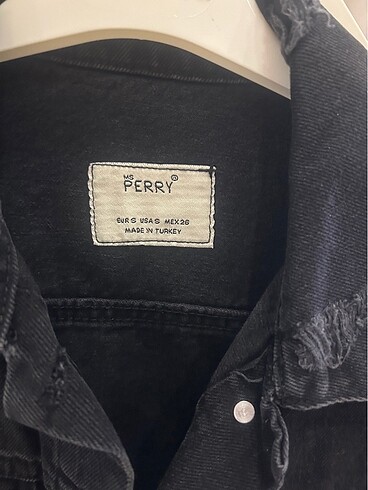 MS
PERRY®
EUR S USA S MEX 26
MADE IN TURKEY